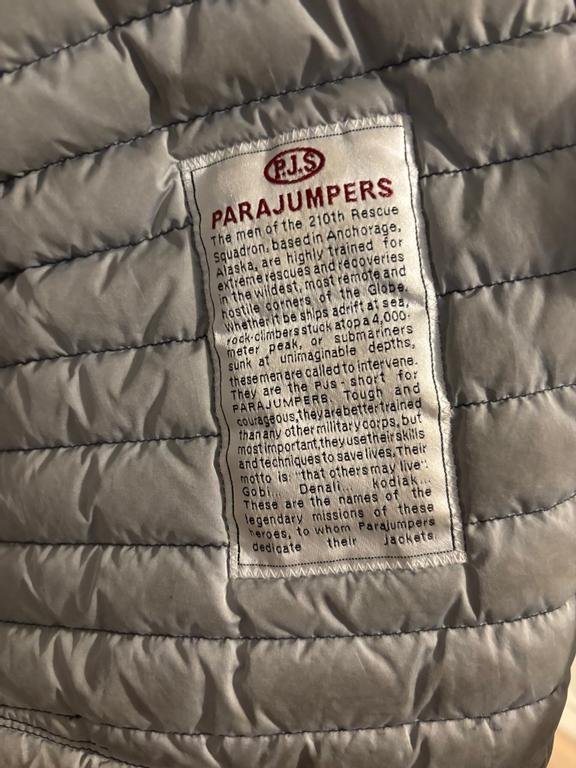 P.J.S
PARAJUMPERS
The men of the 210th Rescue
Squadron, based in Anchorage,
Alaska, are highly trained for
extreme rescues and recoveries
in the wildest, most remote and
hostile corners of the Globe.
Whether it be ships adrift at sea,
rock-climbers stuck atop a 4,000-
meter peak, or submariners
sunk at unimaginable depths,
these men are called to intervene.
They are the PJs - short for
PARAJUMPERS. Tough and
courageous, they are better trained
than any other military corps, but
most important, they use their skills
and techniques to save lives. Their
motto is: "that others may live".
Gobi... Denali... Kodiak...
These are the names of the
legendary missions of these
heroes, to whom Parajumpers
dedicate their Jackets